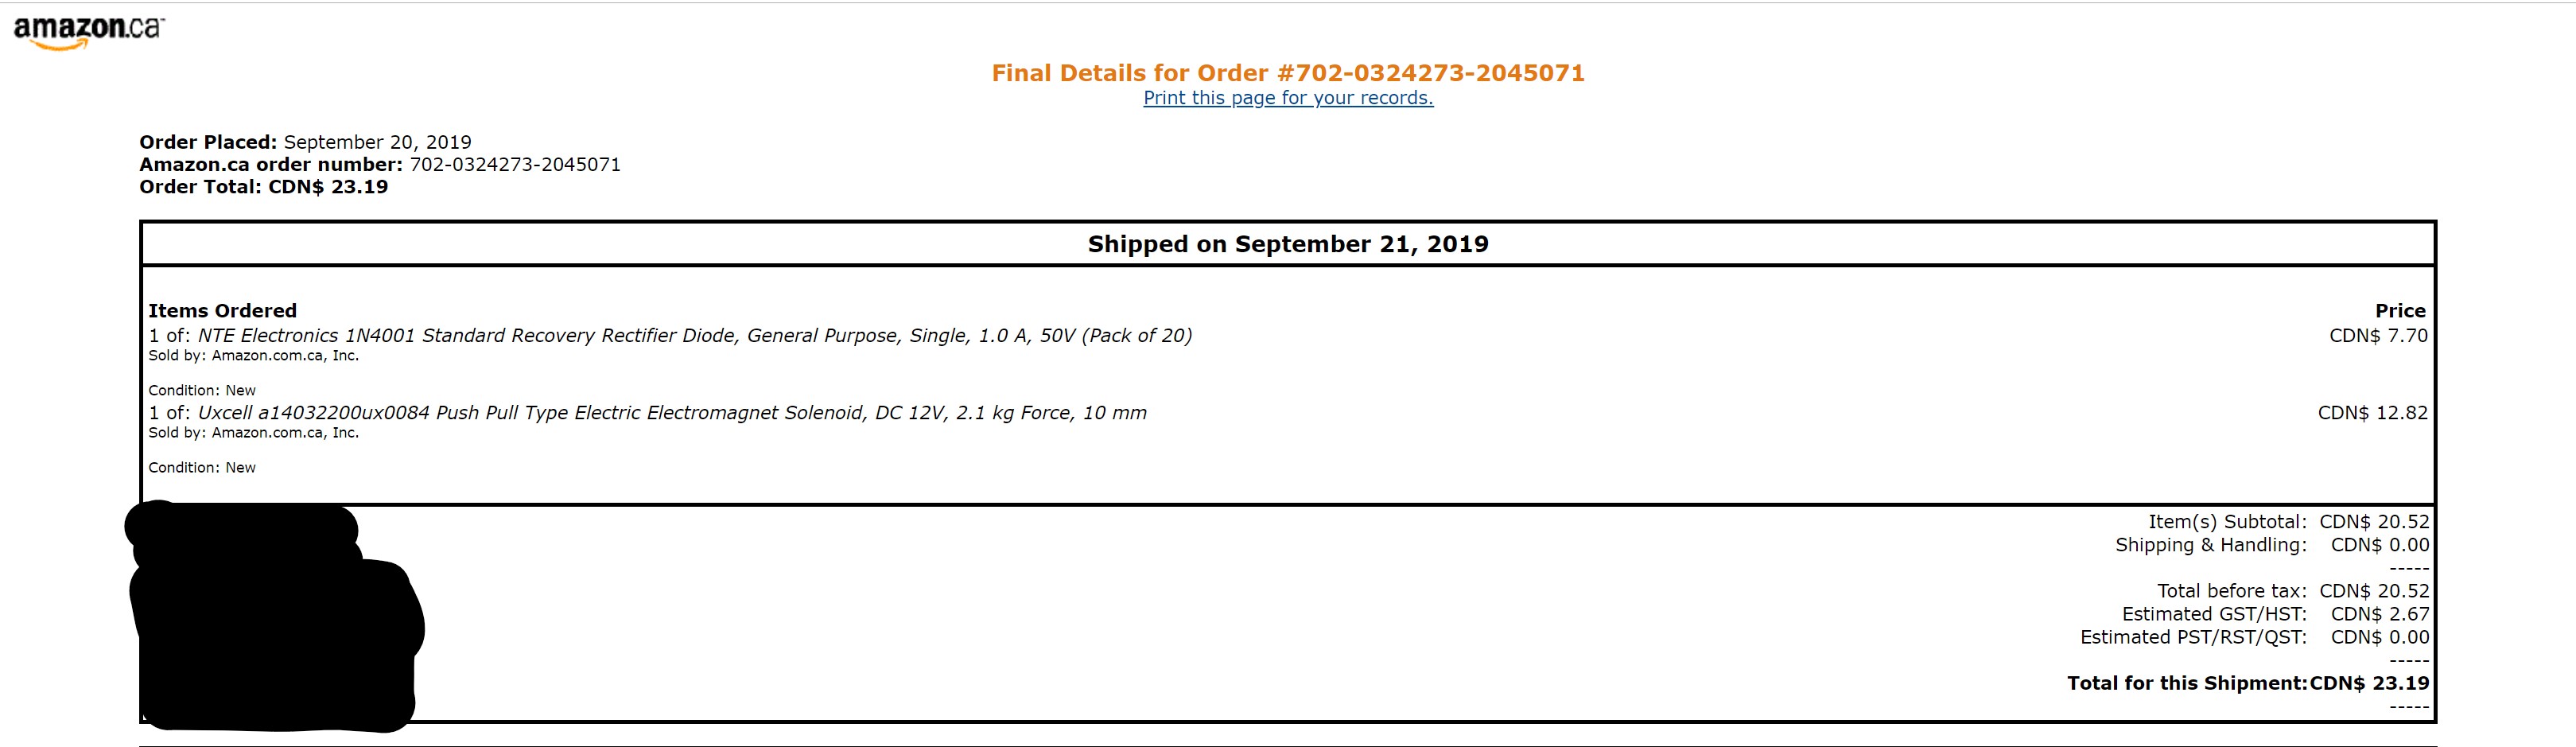 amazon.ca
Final Details for Order #702-0324273-2045071
Print this page for your records.
Order Placed: September 20, 2019
Amazon.ca order number: 702-0324273-2045071
Order Total: CDN$ 23.19
Shipped on September 21, 2019
Items Ordered Price
1 of: NTE Electronics 1N4001 Standard Recovery Rectifier Diode, General Purpose, Single, 1.0 A, 50V (Pack of 20) CDN$ 7.70
Sold by: Amazon.com.ca, Inc.
Condition: New
1 of: Uxcell a14032200ux0084 Push Pull Type Electric Electromagnet Solenoid, DC 12V, 2.1 kg Force, 10 mm CDN$ 12.82
Sold by: Amazon.com.ca, Inc.
Condition: New
Item(s) Subtotal: CDN$ 20.52
Shipping & Handling: CDN$ 0.00
-----
Total before tax: CDN$ 20.52
Estimated GST/HST: CDN$ 2.67
Estimated PST/RST/QST: CDN$ 0.00
-----
Total for this Shipment: CDN$ 23.19
-----